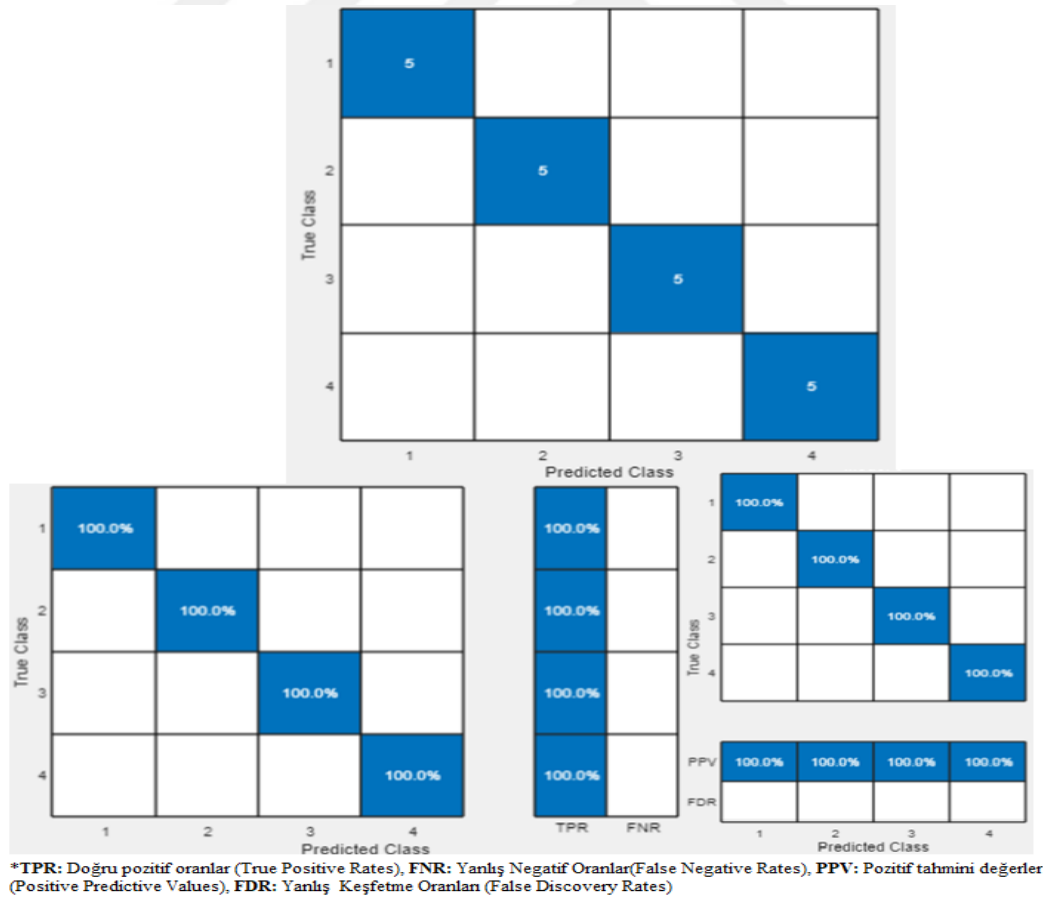 1
5
2
5
3
5
4
5
True Class
1 2 3 4
Predicted Class
1
100.0%
2
100.0%
3
100.0%
4
100.0%
True Class
1 2 3 4
Predicted Class
100.0%
100.0%
100.0%
100.0%
TPR FNR
1
100.0%
2
100.0%
3
100.0%
4
100.0%
True Class
PPV 100.0% 100.0% 100.0% 100.0%
FDR
1 2 3 4
Predicted Class
*TPR: Doğru pozitif oranlar (True Positive Rates), FNR: Yanlış Negatif Oranlar(False Negative Rates), PPV: Pozitif tahmini değerler
(Positive Predictive Values), FDR: Yanlış Keşfetme Oranları (False Discovery Rates)